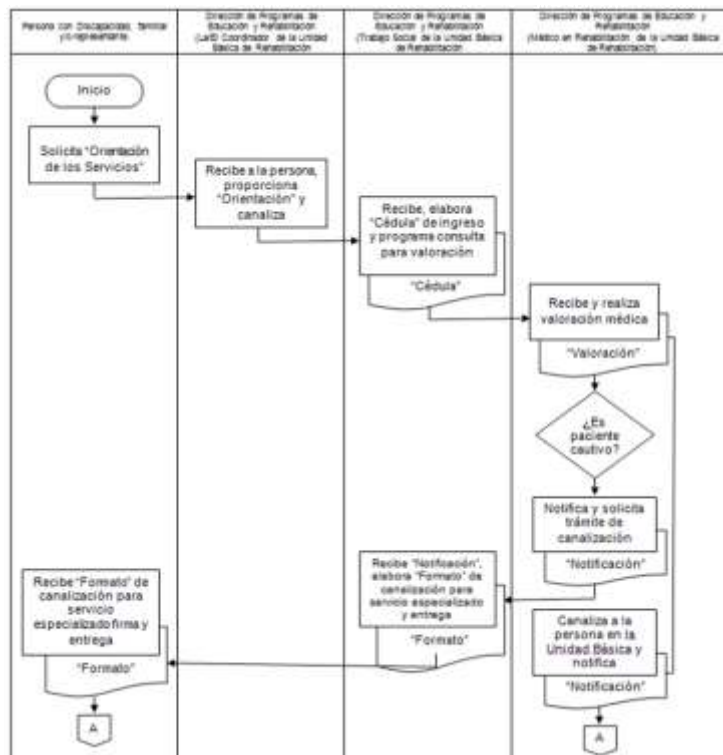 Persona con Discapacidad, familiar
y/o representante
Dirección de Programas de
Educación y Rehabilitación
Coordinador de la Unidad
Básica de Rehabilitación
Dirección de Programas de
Educación y Rehabilitación
(Trabajo Social de la Unidad Básica
de Rehabilitación)
Dirección de Programas de Educación y
Rehabilitación
(Médico en Rehabilitación de la Unidad Básica
de Rehabilitación)
Inicio
Solicita "Orientación
de los Servicios"
Recibe a la persona,
proporciona
"Orientación" y
canaliza
Recibe, elabora
"Cédula" de ingreso
y programa consulta
para valoración
"Cédula"
Recibe y realiza
valoración médica
"Valoración"
¿Es
paciente
cautivo?
Notifica y solicita
trámite de
canalización
"Notificación"
Recibe "Notificación",
elabora "Formato" de
canalización para
servicio especializado y
entrega
"Formato"
Recibe "Formato" de
canalización para
servicio
especializado firma y
entrega
"Formato"
A
Canaliza a la
persona en la
Unidad Básica y
notifica
"Notificación"
A